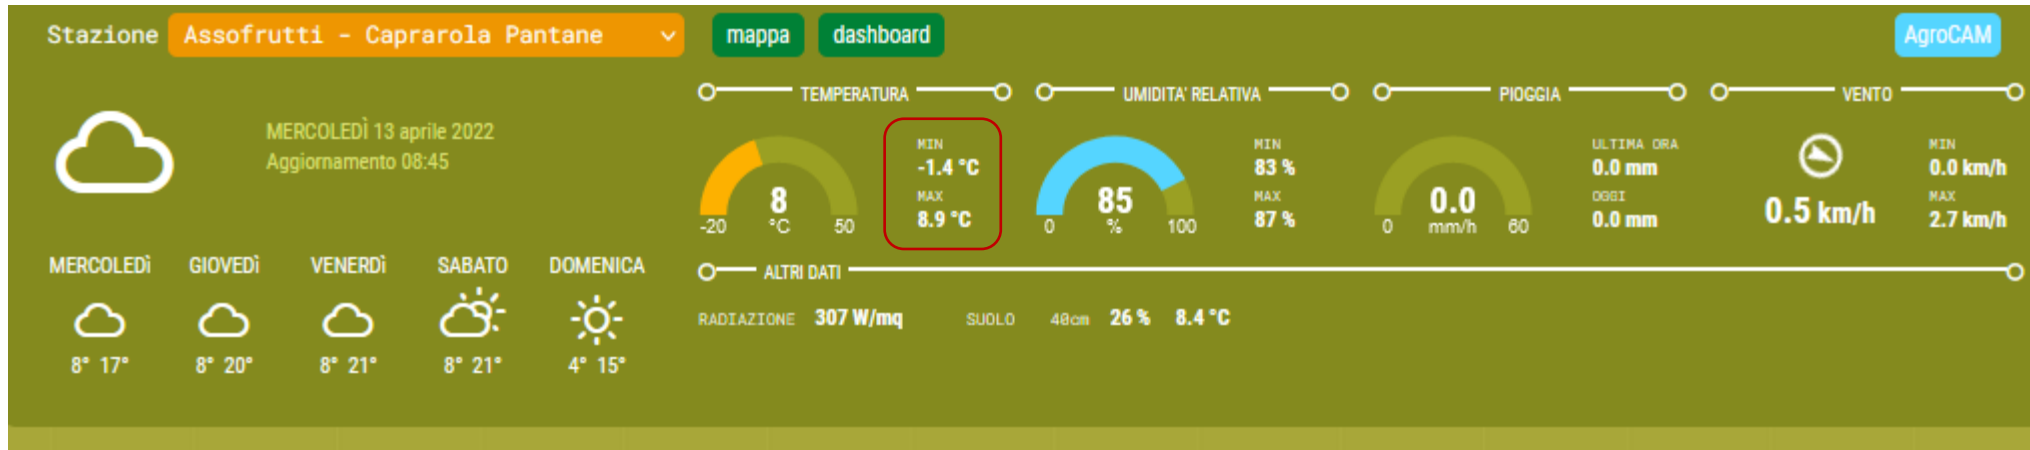 Stazione Assofrutti - Caprarola Pantane mappa dashboard AgroCAM
MERCOLEDÌ 13 aprile 2022
Aggiornamento 08:45
MERCOLEDì GIOVEDì VENERDì SABATO DOMENICA
8° 17° 8° 20° 8° 21° 8° 21° 4° 15°
TEMPERATURA
8
°C
-20 50
MIN
-1.4 °C
MAX
8.9 °C
UMIDITA' RELATIVA
85
%
0 100
MIN
83 %
MAX
87 %
PIOGGIA
0.0
mm/h
0 60
ULTIMA ORA
0.0 mm
OGGI
0.0 mm
VENTO
0.5 km/h
MIN
0.0 km/h
MAX
2.7 km/h
ALTRI DATI
RADIAZIONE 307 W/mq SUOLO 40cm 26 % 8.4 °C